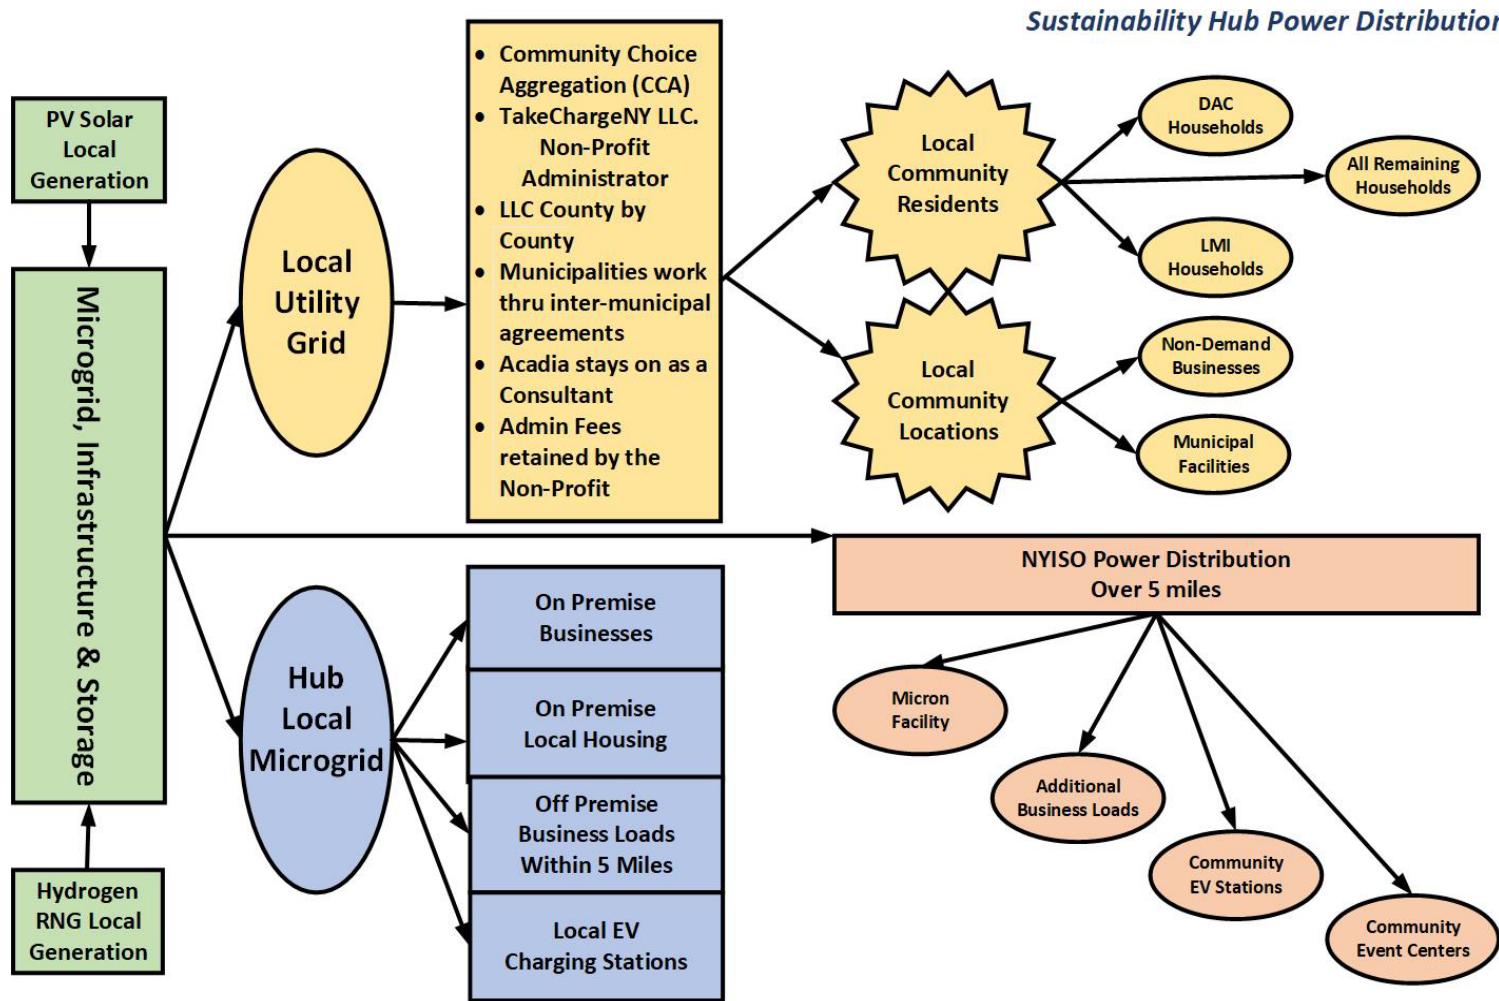 Sustainability Hub Power Distribution
PV Solar
Local
Generation
Microgrid, Infrastructure & Storage
Hydrogen
RNG Local
Generation
Local
Utility
Grid
• Community Choice
Aggregation (CCA)
• TakeChargeNY LLC.
Non-Profit
Administrator
• LLC County by
County
• Municipalities work
thru inter-municipal
agreements
• Acadia stays on as a
Consultant
• Admin Fees
retained by the
Non-Profit
Local
Community
Residents
DAC
Households
All Remaining
Households
LMI
Households
Local
Community
Locations
Non-Demand
Businesses
Municipal
Facilities
Hub
Local
Microgrid
On Premise
Businesses
On Premise
Local Housing
Off Premise
Business Loads
Within 5 Miles
Local EV
Charging Stations
NYISO Power Distribution
Over 5 miles
Micron
Facility
Additional
Business Loads
Community
EV Stations
Community
Event Centers